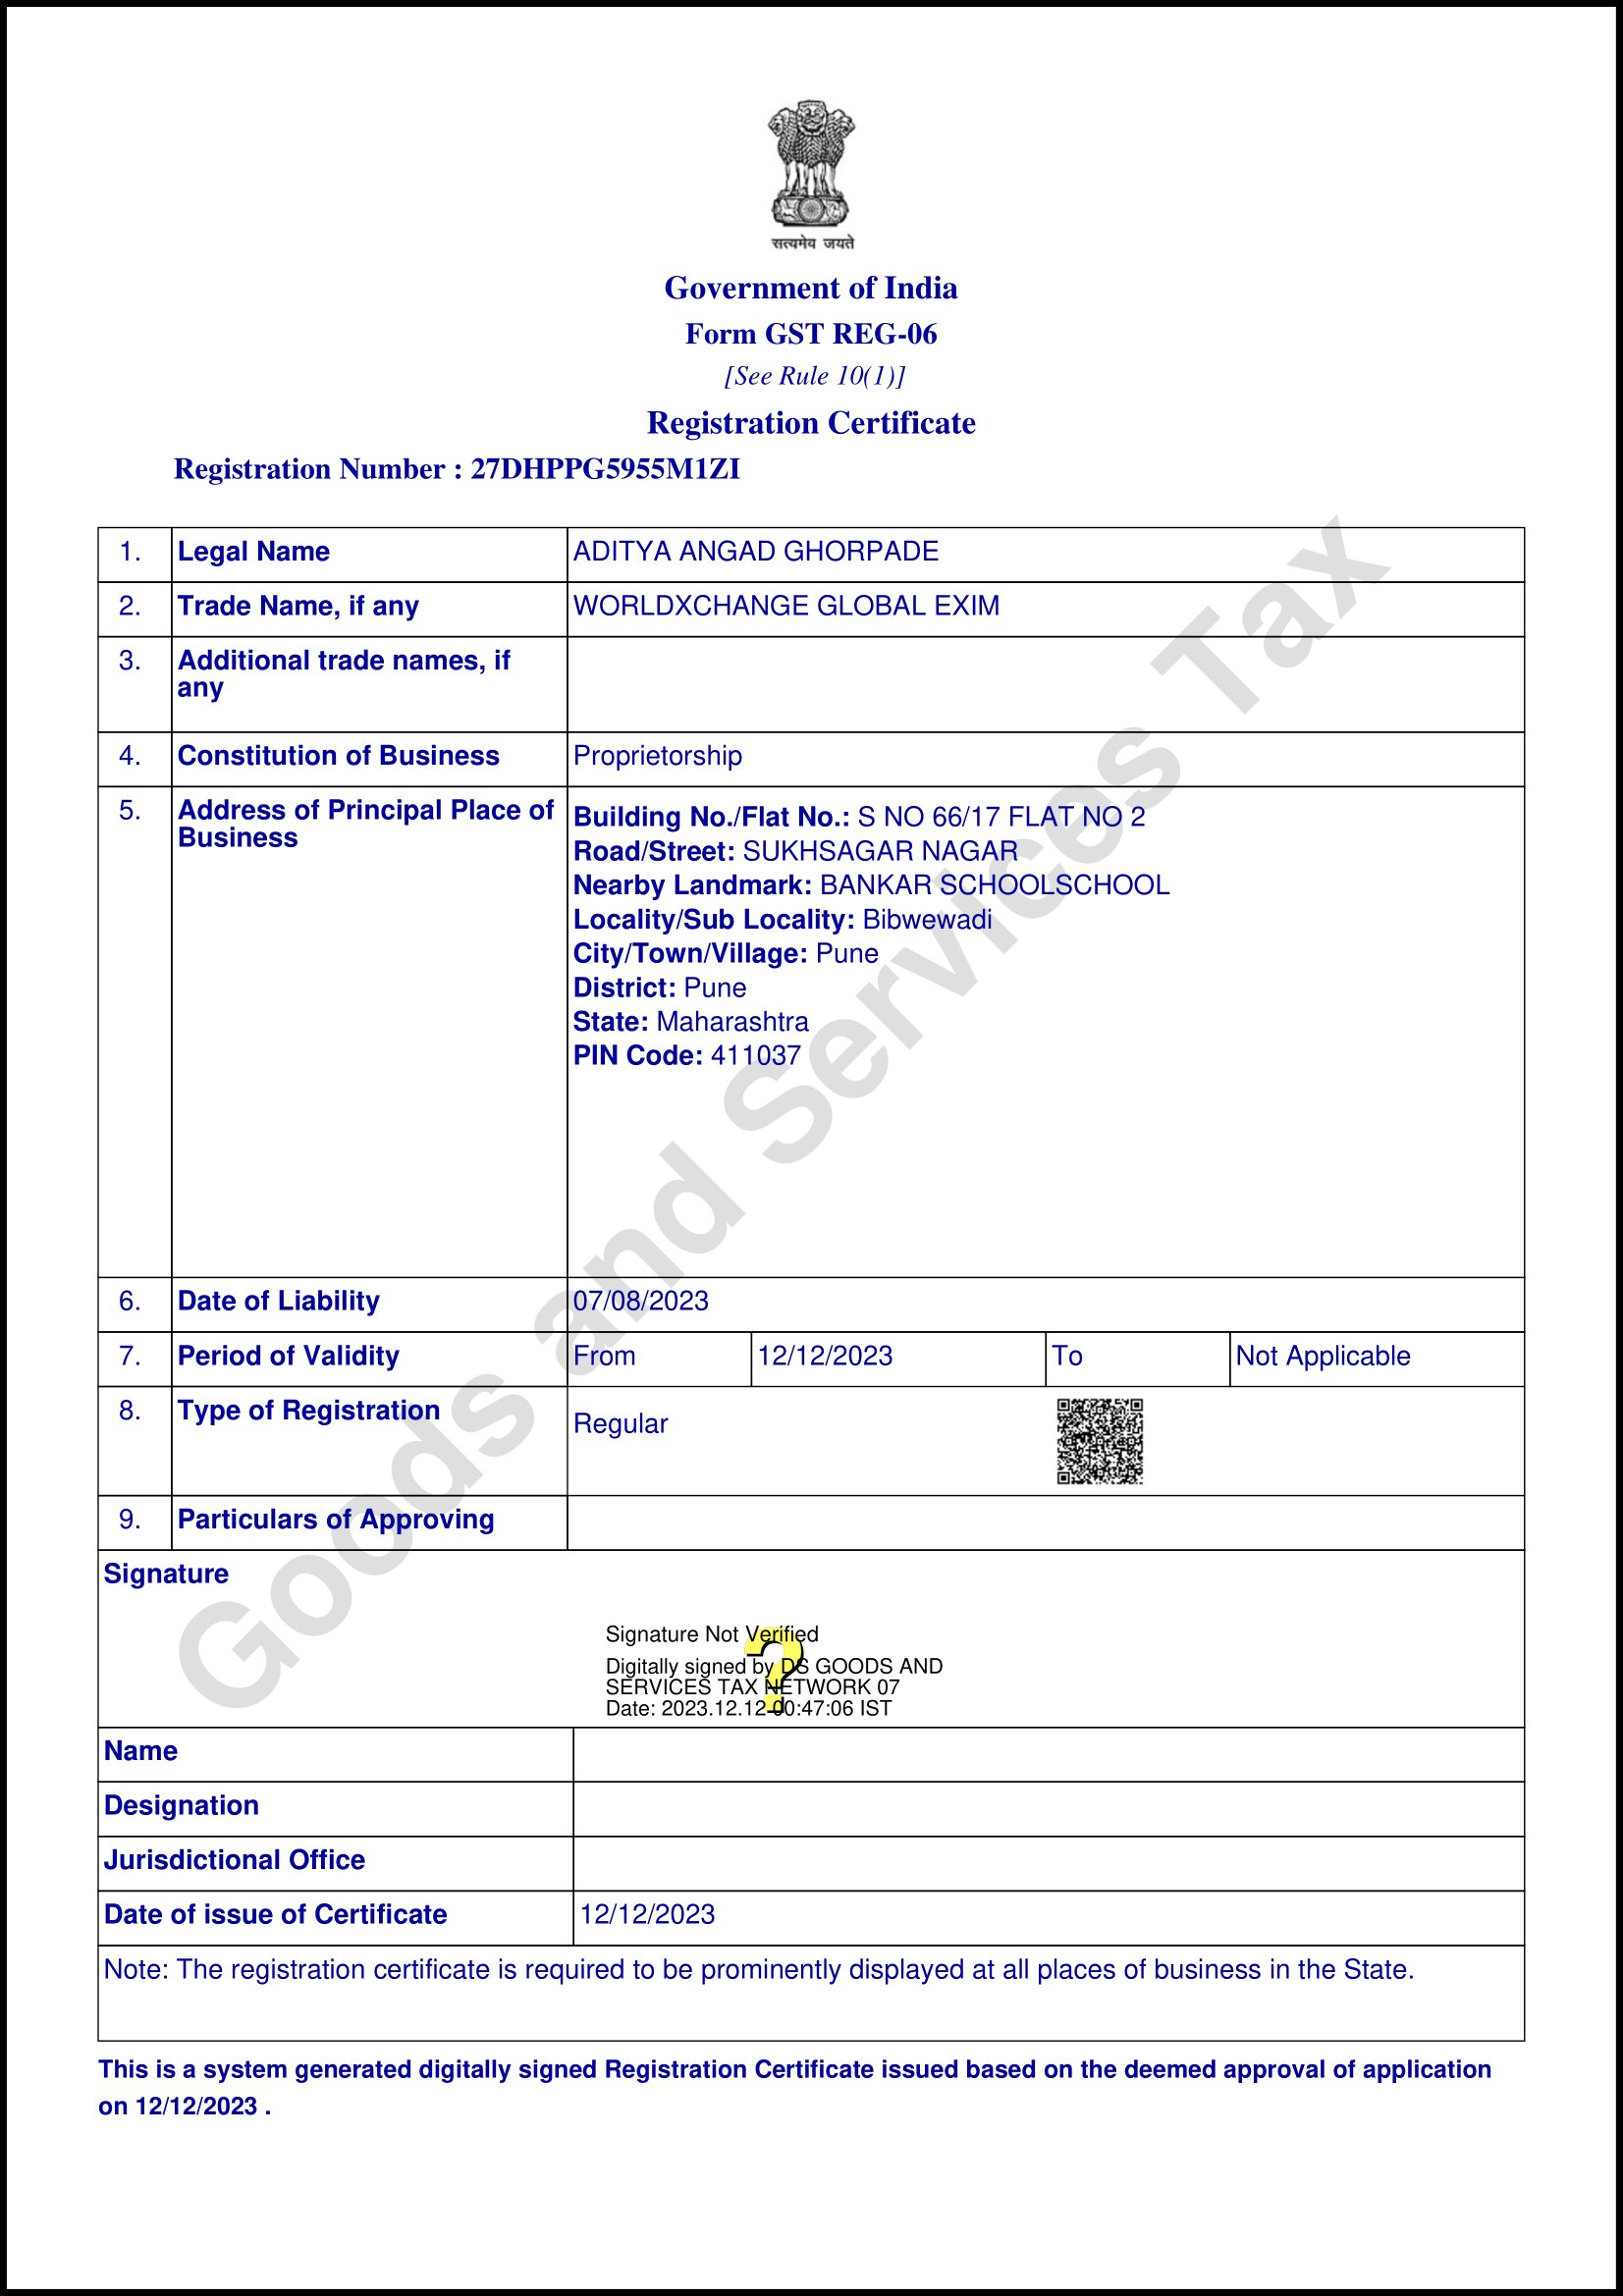 सत्यमेव जयते
Government of India
Form GST REG-06
[See Rule 10(1)]
Registration Certificate
Registration Number : 27DHPPG5955M1ZI
1. Legal Name ADITYA ANGAD GHORPADE
2. Trade Name, if any WORLDXCHANGE GLOBAL EXIM
3. Additional trade names, if
any
4. Constitution of Business Proprietorship
5. Address of Principal Place of
Business
Building No./Flat No.: S NO 66/17 FLAT NO 2
Road/Street: SUKHSAGAR NAGAR
Nearby Landmark: BANKAR SCHOOLSCHOOL
Locality/Sub Locality: Bibwewadi
City/Town/Village: Pune
District: Pune
State: Maharashtra
PIN Code: 411037
6. Date of Liability 07/08/2023
7. Period of Validity From 12/12/2023 To Not Applicable
8. Type of Registration Regular
9. Particulars of Approving
Signature
Signature Not Verified
Digitally signed by DS GOODS AND
SERVICES TAX NETWORK 07
Date: 2023.12.12 00:47:06 IST
?
Name
Designation
Jurisdictional Office
Date of issue of Certificate 12/12/2023
Note: The registration certificate is required to be prominently displayed at all places of business in the State.
This is a system generated digitally signed Registration Certificate issued based on the deemed approval of application
on 12/12/2023 .
Goods and Services Tax